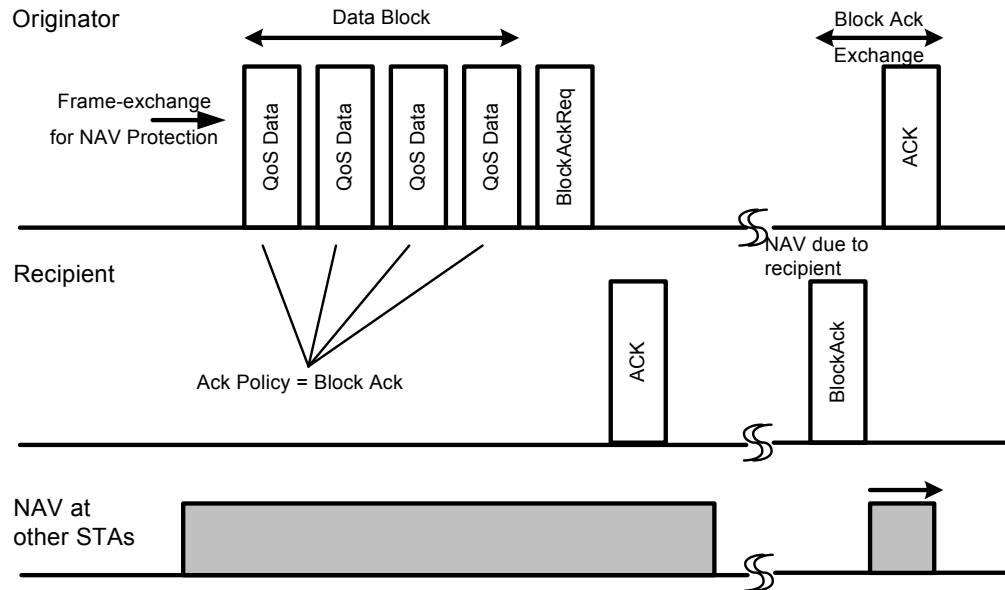 Originator
Data Block
Block Ack
Exchange
Frame-exchange
for NAV Protection
QoS Data
QoS Data
QoS Data
QoS Data
BlockAckReq
ACK
NAV due to
recipient
Recipient
Ack Policy = Block Ack
ACK
BlockAck
NAV at
other STAs